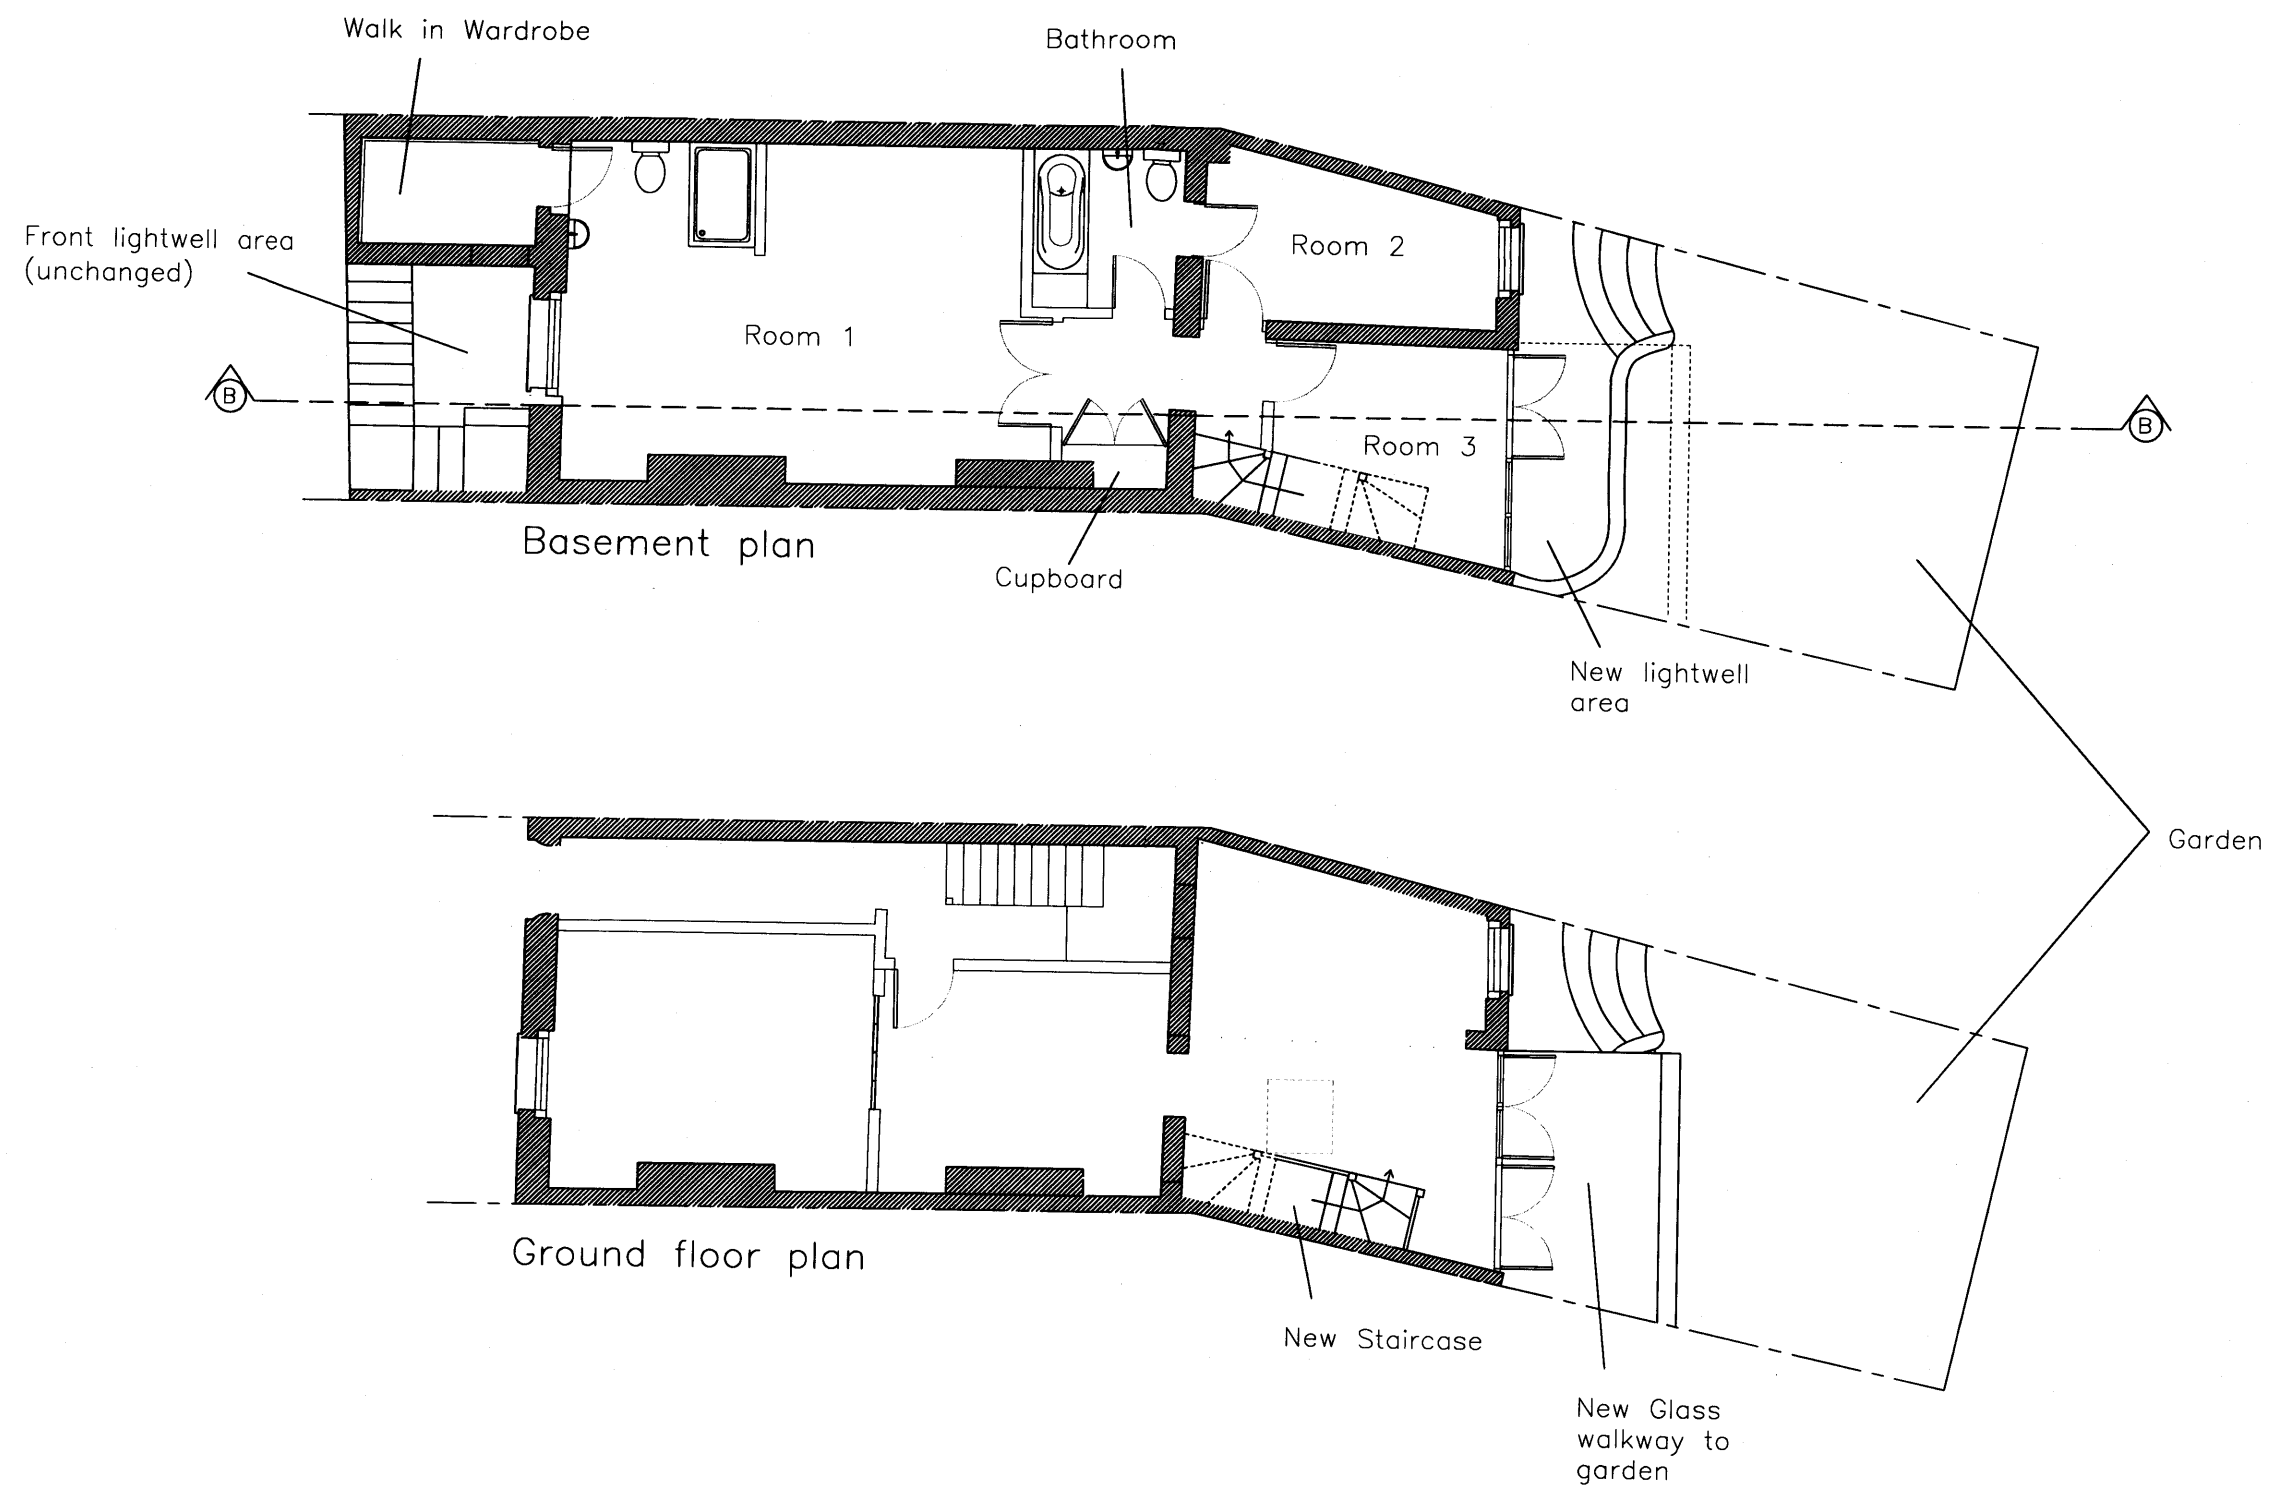 Walk in Wardrobe
Bathroom
Front lightwell area
(unchanged)
Room 2
Room 1
B
B
Room 3
Basement plan
Cupboard
New lightwell
area
Garden
Ground floor plan
New Staircase
New Glass
walkway to
garden